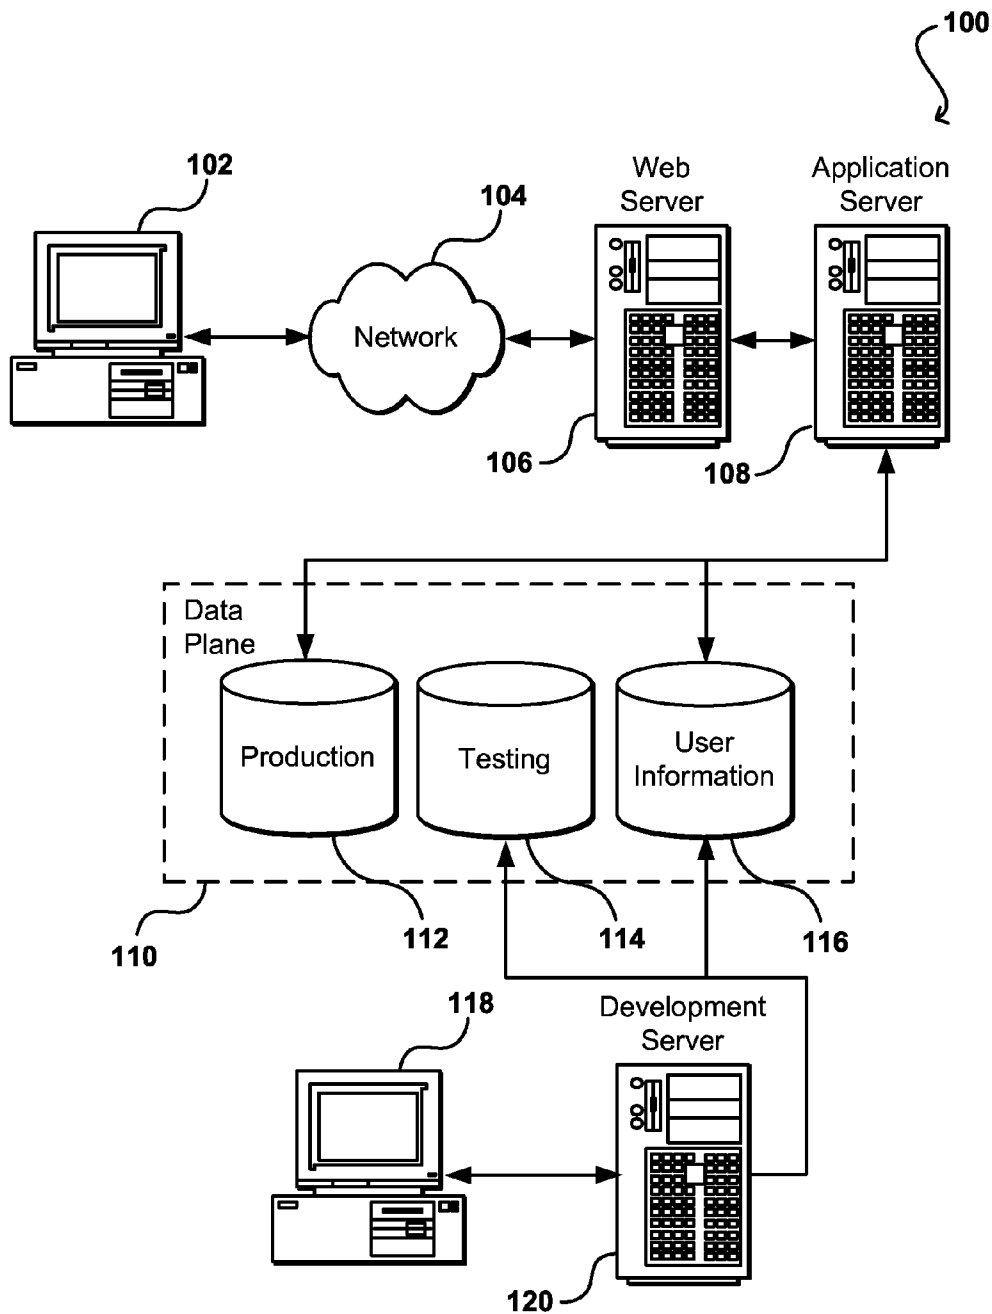 100
102
104
Web
Server
Application
Server
Network
106
108
Data
Plane
Production
Testing
User
Information
110
112
114
116
118
Development
Server
120